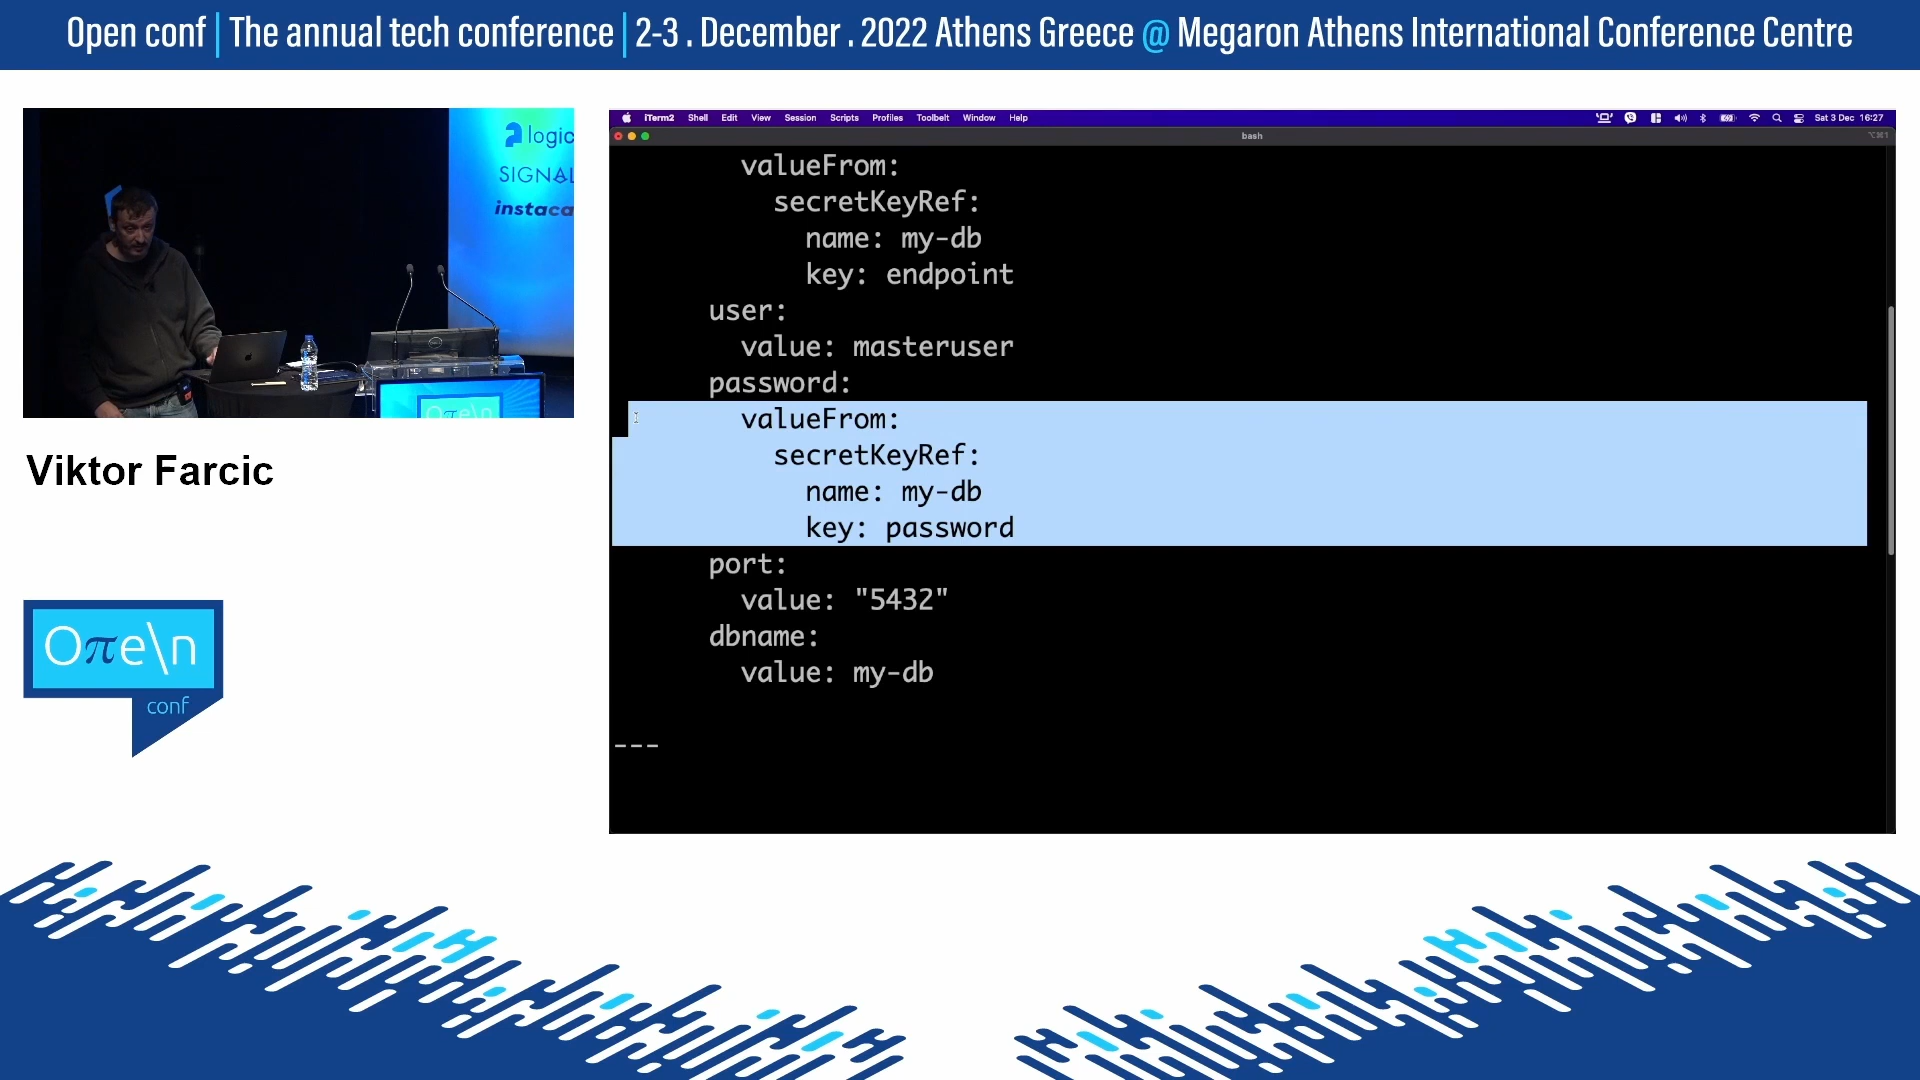 Open conf | The annual tech conference | 2-3 . December . 2022 Athens Greece @ Megaron Athens International Conference Centre
logic
SIGNAL
instaca
DELL
Oπe\n
Viktor Farcic
Oπe\n
conf
iTerm2 Shell Edit View Session Scripts Profiles Toolbelt Window Help
Sat 3 Dec 16:27
bash
⌥⌘1
valueFrom:
secretKeyRef:
name: my-db
key: endpoint
user:
value: masteruser
password:
valueFrom:
secretKeyRef:
name: my-db
key: password
port:
value: "5432"
dbname:
value: my-db
---